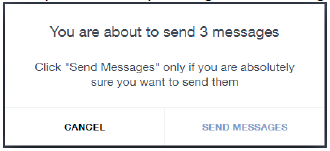 You are about to send 3 messages
Click "Send Messages" only if you are absolutely
sure you want to send them
CANCEL
SEND MESSAGES